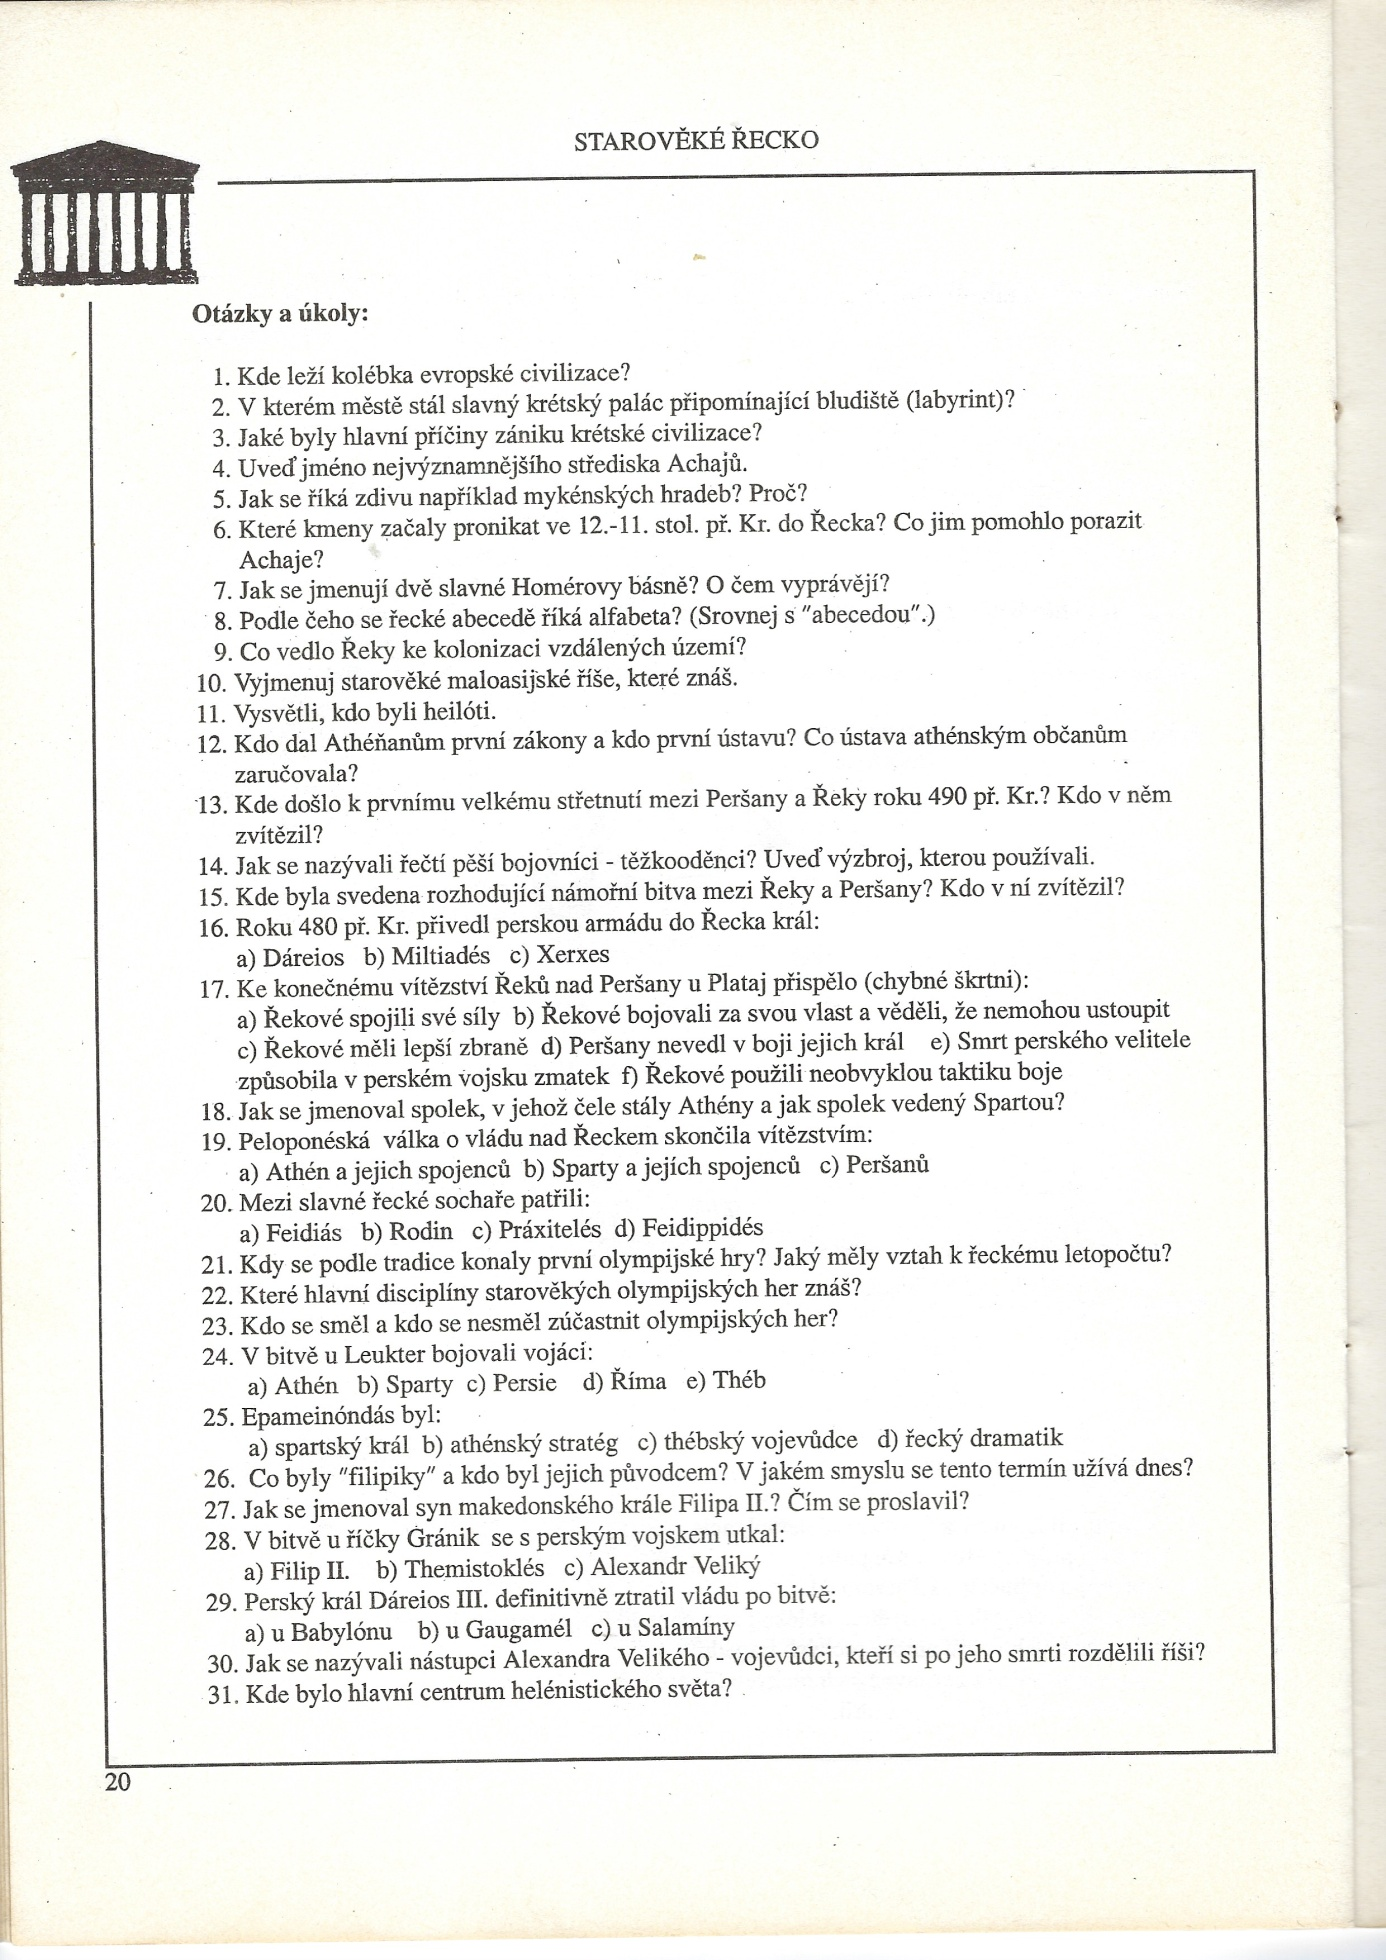 STAROVĚKÉ ŘECKO
Otázky a úkoly:
1. Kde leží kolébka evropské civilizace?
2. V kterém městě stál slavný krétský palác připomínající bludiště (labyrint)?
3. Jaké byly hlavní příčiny zániku krétské civilizace?
4. Uveď jméno nejvýznamnějšího střediska Achajů.
5. Jak se říká zdivu například mykénských hradeb? Proč?
6. Které kmeny začaly pronikat ve 12.-11. stol. př. Kr. do Řecka? Co jim pomohlo porazit
Achaje?
7. Jak se jmenují dvě slavné Homérovy básně? O čem vyprávějí?
8. Podle čeho se řecké abecedě říká alfabeta? (Srovnej s "abecedou".)
9. Co vedlo Řeky ke kolonizaci vzdálených území?
10. Vyjmenuj starověké maloasijské říše, které znáš.
11. Vysvětli, kdo byli heilóti.
12. Kdo dal Athéňanům první zákony a kdo první ústavu? Co ústava athénským občanům
zaručovala?
13. Kde došlo k prvnímu velkému střetnutí mezi Peršany a Řeky roku 490 př. Kr.? Kdo v něm
zvítězil?
14. Jak se nazývali řečtí pěší bojovníci - těžkooděnci? Uveď výzbroj, kterou používali.
15. Kde byla svedena rozhodující námořní bitva mezi Řeky a Peršany? Kdo v ní zvítězil?
16. Roku 480 př. Kr. přivedl perskou armádu do Řecka král:
a) Dáreios b) Miltiadés c) Xerxes
17. Ke konečnému vítězství Řeků nad Peršany u Plataj přispělo (chybné škrtni):
a) Řekové spojili své síly b) Řekové bojovali za svou vlast a věděli, že nemohou ustoupit
c) Řekové měli lepší zbraně d) Peršany nevedl v boji jejich král e) Smrt perského velitele
způsobila v perském vojsku zmatek f) Řekové použili neobvyklou taktiku boje
18. Jak se jmenoval spolek, v jehož čele stály Athény a jak spolek vedený Spartou?
19. Peloponéská válka o vládu nad Řeckem skončila vítězstvím:
a) Athén a jejich spojenců b) Sparty a jejích spojenců c) Peršanů
20. Mezi slavné řecké sochaře patřili:
a) Feidiás b) Rodin c) Práxitelés d) Feidippidés
21. Kdy se podle tradice konaly první olympijské hry? Jaký měly vztah k řeckému letopočtu?
22. Které hlavní disciplíny starověkých olympijských her znáš?
23. Kdo se směl a kdo se nesměl zúčastnit olympijských her?
24. V bitvě u Leukter bojovali vojáci:
a) Athén b) Sparty c) Persie d) Říma e) Théb
25. Epameinóndás byl:
a) spartský král b) athénský stratég c) thébský vojevůdce d) řecký dramatik
26. Co byly "filipiky" a kdo byl jejich původcem? V jakém smyslu se tento termín užívá dnes?
27. Jak se jmenoval syn makedonského krále Filipa II.? Čím se proslavil?
28. V bitvě u říčky Gránik se s perským vojskem utkal:
a) Filip II. b) Themistoklés c) Alexandr Veliký
29. Perský král Dáreios III. definitivně ztratil vládu po bitvě:
a) u Babylónu b) u Gaugamél c) u Salamíny
30. Jak se nazývali nástupci Alexandra Velikého - vojevůdci, kteří si po jeho smrti rozdělili říši?
31. Kde bylo hlavní centrum helénistického světa?
20